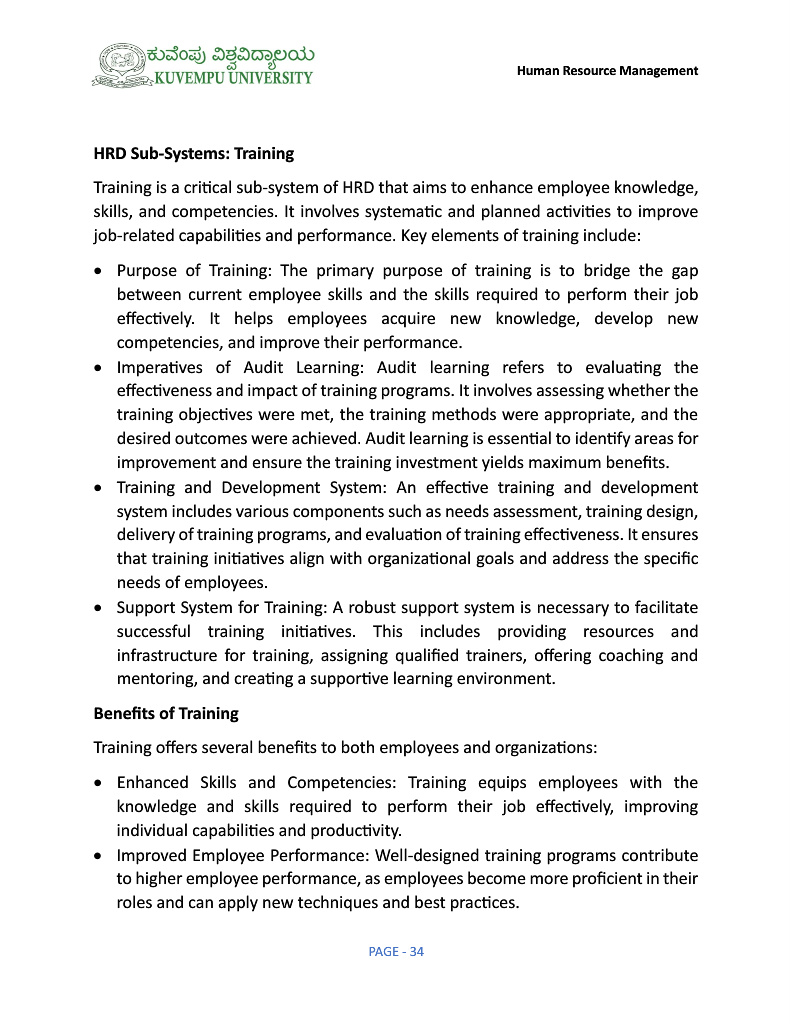 ಕುವೆಂಪು ವಿಶ್ವವಿದ್ಯಾಲಯ
KUVEMPU UNIVERSITY
Human Resource Management
HRD Sub-Systems: Training
Training is a critical sub-system of HRD that aims to enhance employee knowledge,
skills, and competencies. It involves systematic and planned activities to improve
job-related capabilities and performance. Key elements of training include:
• Purpose of Training: The primary purpose of training is to bridge the gap
between current employee skills and the skills required to perform their job
effectively. It helps employees acquire new knowledge, develop new
competencies, and improve their performance.
• Imperatives of Audit Learning: Audit learning refers to evaluating the
effectiveness and impact of training programs. It involves assessing whether the
training objectives were met, the training methods were appropriate, and the
desired outcomes were achieved. Audit learning is essential to identify areas for
improvement and ensure the training investment yields maximum benefits.
• Training and Development System: An effective training and development
system includes various components such as needs assessment, training design,
delivery of training programs, and evaluation of training effectiveness. It ensures
that training initiatives align with organizational goals and address the specific
needs of employees.
• Support System for Training: A robust support system is necessary to facilitate
successful training initiatives. This includes providing resources and
infrastructure for training, assigning qualified trainers, offering coaching and
mentoring, and creating a supportive learning environment.
Benefits of Training
Training offers several benefits to both employees and organizations:
• Enhanced Skills and Competencies: Training equips employees with the
knowledge and skills required to perform their job effectively, improving
individual capabilities and productivity.
• Improved Employee Performance: Well-designed training programs contribute
to higher employee performance, as employees become more proficient in their
roles and can apply new techniques and best practices.
PAGE - 34